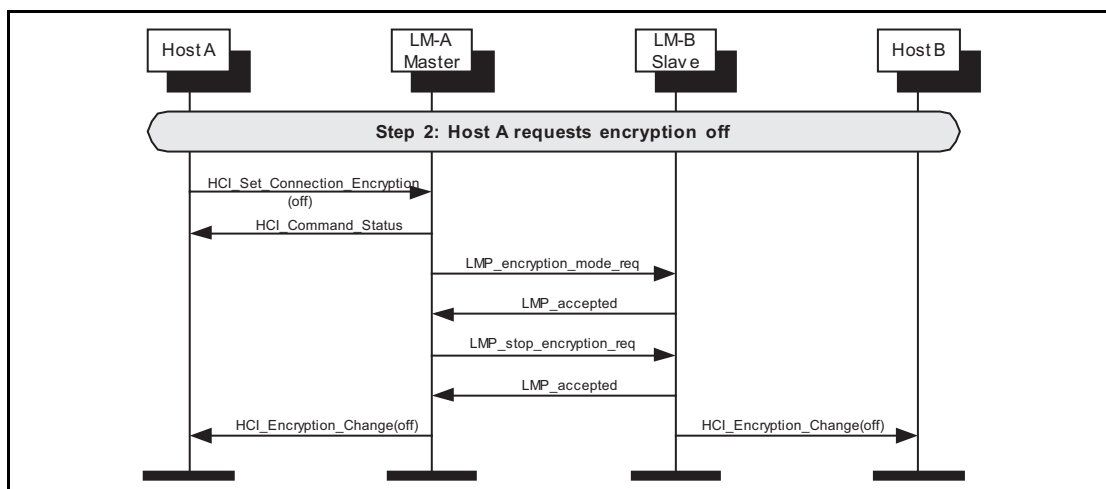 Host A
LM-A
Master
LM-B
Slave
Host B
Step 2: Host A requests encryption off
HCI_Set_Connection_Encryption
(off)
HCI_Command_Status
LMP_encryption_mode_req
LMP_accepted
LMP_stop_encryption_req
LMP_accepted
HCI_Encryption_Change(off)
HCI_Encryption_Change(off)